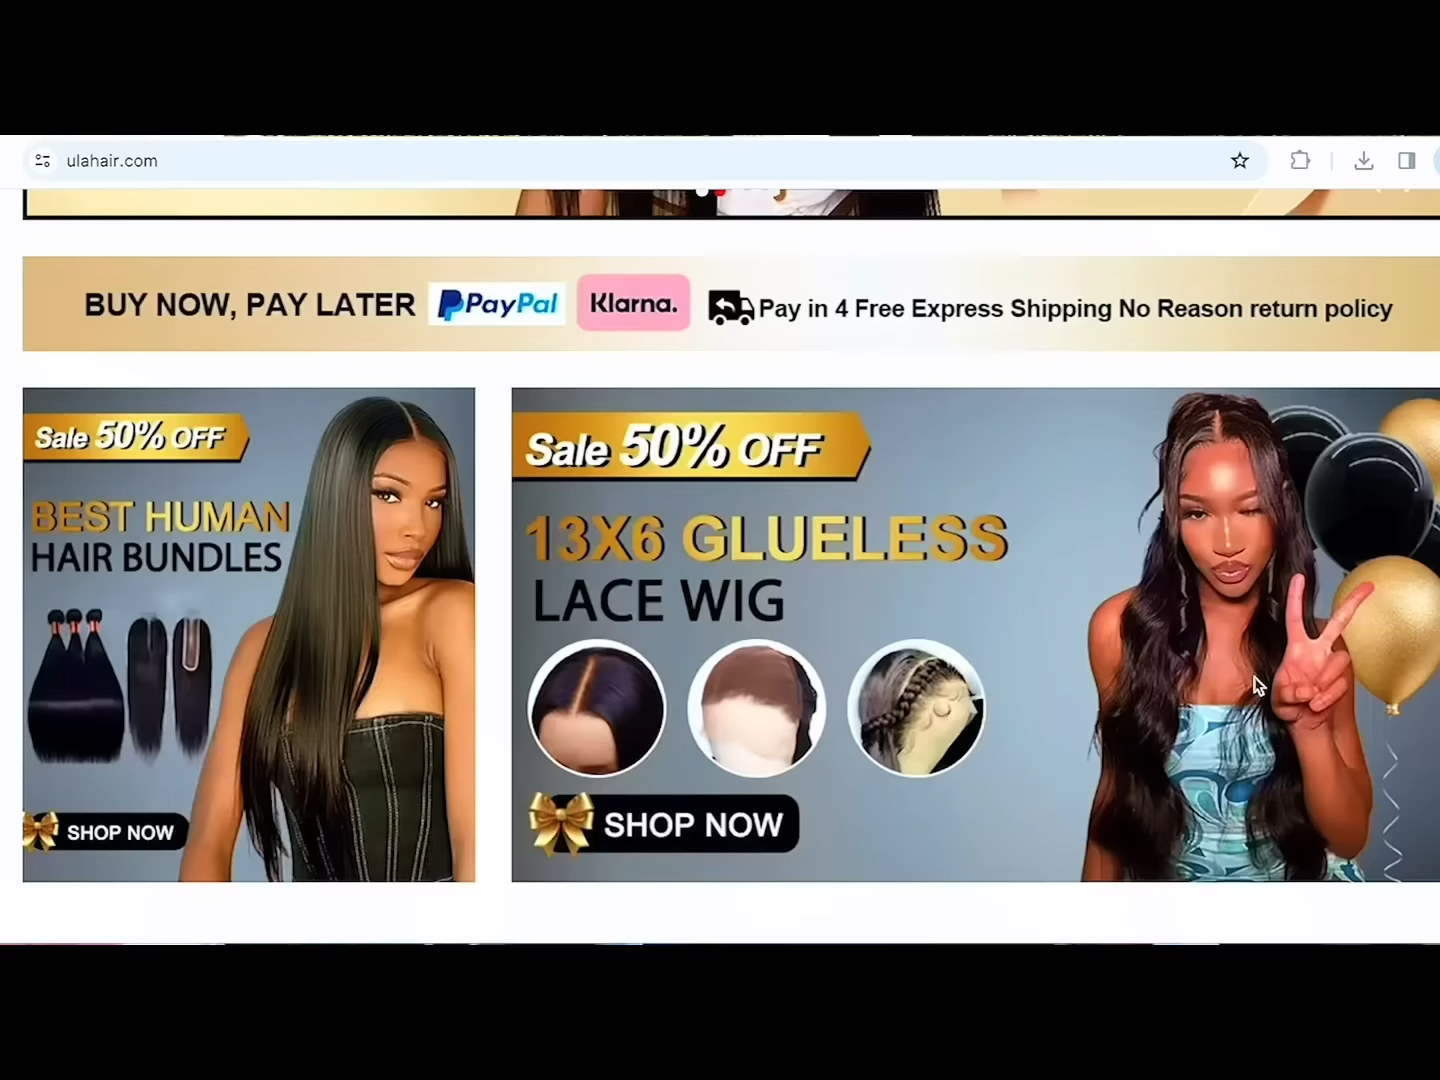 ulahair.com
BUY NOW, PAY LATER PayPal Klarna. Pay in 4 Free Express Shipping No Reason return policy
Sale 50% OFF
BEST HUMAN
HAIR BUNDLES
SHOP NOW
Sale 50% OFF
13X6 GLUELESS
LACE WIG
SHOP NOW